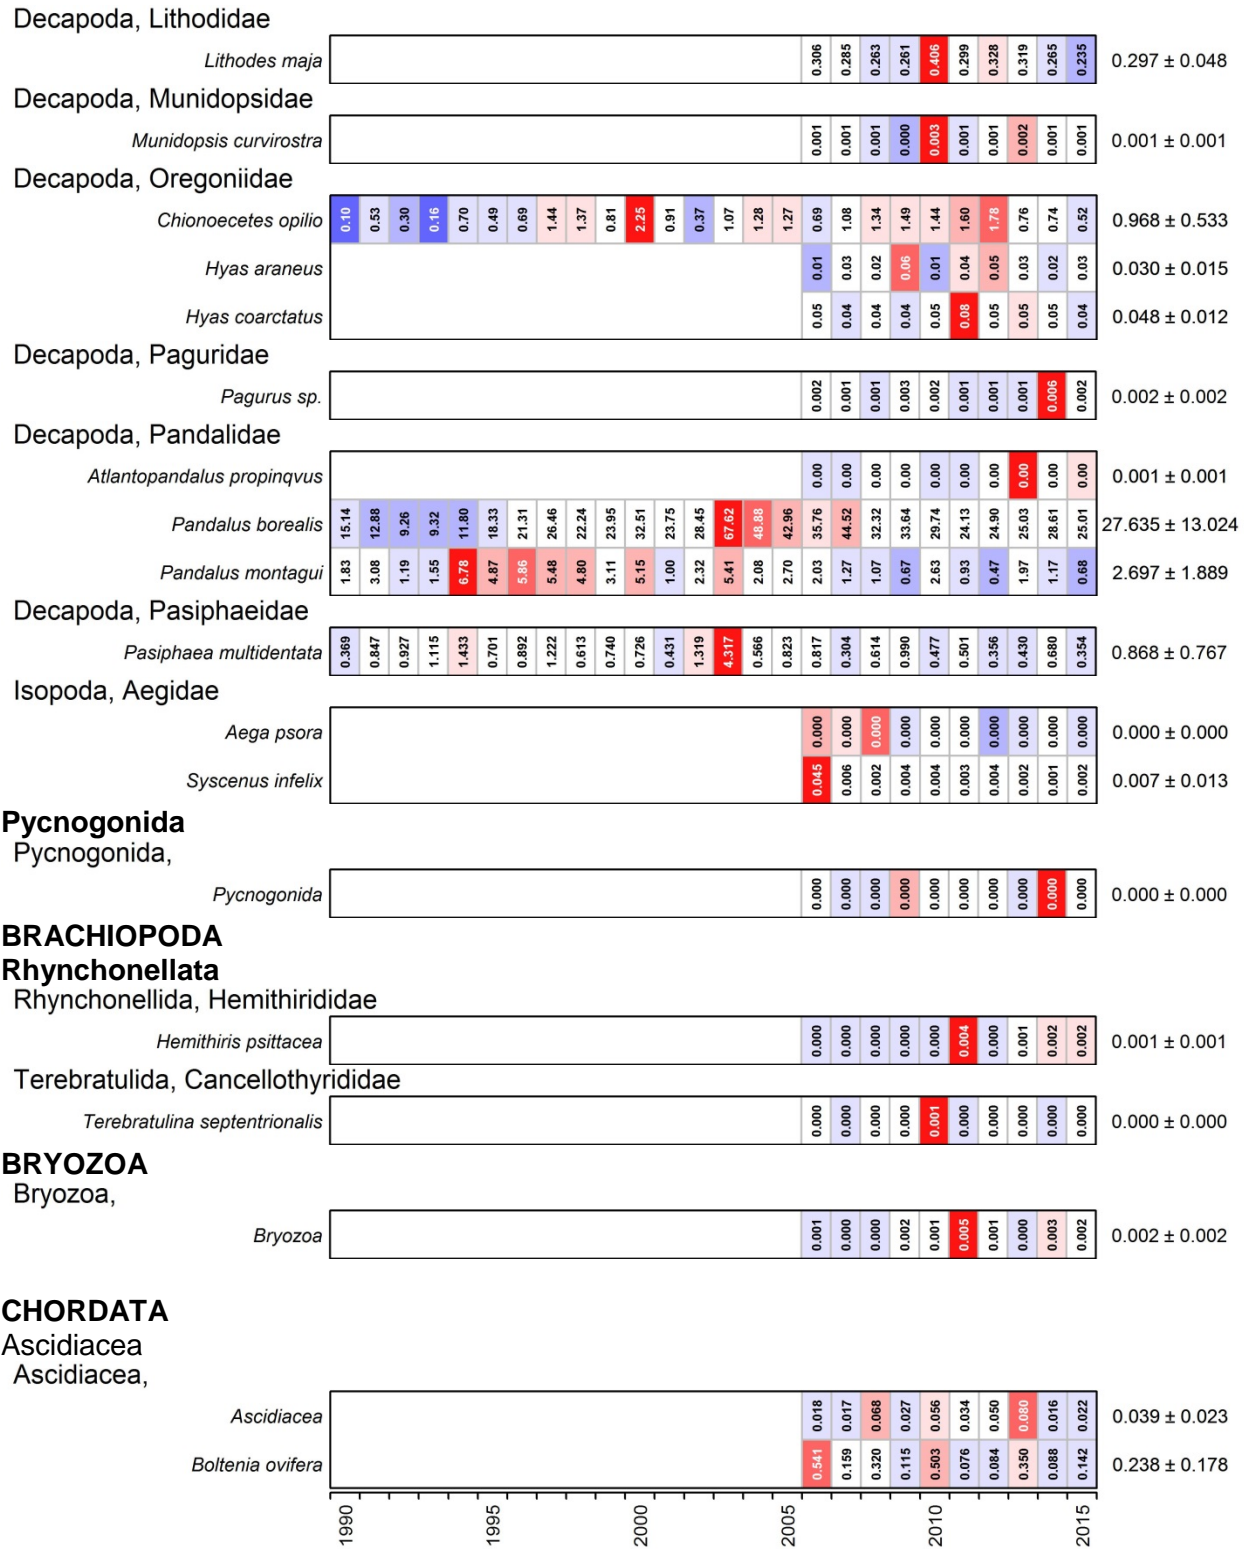 Decapoda, Lithodidae
Lithodes maja 0.306 0.285 0.263 0.261 0.406 0.299 0.328 0.319 0.265 0.235 0.297 ± 0.048
Decapoda, Munidopsidae
Munidopsis curvirostra 0.001 0.001 0.001 0.000 0.003 0.001 0.001 0.002 0.001 0.001 0.001 ± 0.001
Decapoda, Oregoniidae
Chionoecetes opilio 0.10 0.53 0.30 0.16 0.70 0.49 0.69 1.44 1.37 0.81 2.25 0.91 0.37 1.07 1.28 1.27 0.69 1.08 1.34 1.49 1.44 1.60 1.78 0.76 0.74 0.52 0.968 ± 0.533
Hyas araneus 0.01 0.03 0.02 0.06 0.01 0.04 0.05 0.03 0.02 0.03 0.030 ± 0.015
Hyas coarctatus 0.05 0.04 0.04 0.04 0.05 0.08 0.05 0.05 0.05 0.04 0.048 ± 0.012
Decapoda, Paguridae
Pagurus sp. 0.002 0.001 0.001 0.003 0.002 0.001 0.001 0.001 0.006 0.002 0.002 ± 0.002
Decapoda, Pandalidae
Atlantopandalus propinqvus 0.00 0.00 0.00 0.00 0.00 0.00 0.00 0.00 0.00 0.00 0.001 ± 0.001
Pandalus borealis 15.14 12.88 9.26 9.32 11.80 18.33 21.31 26.46 22.24 23.95 32.51 23.75 28.45 67.62 48.88 42.96 35.76 44.52 32.32 33.64 29.74 24.13 24.90 25.03 28.61 25.01 27.635 ± 13.024
Pandalus montagui 1.83 3.08 1.19 1.55 6.78 4.87 5.86 5.48 4.80 3.11 5.15 1.00 2.32 5.41 2.08 2.70 2.03 1.27 1.07 0.67 2.63 0.93 0.47 1.97 1.17 0.68 2.697 ± 1.889
Decapoda, Pasiphaeidae
Pasiphaea multidentata 0.369 0.847 0.927 1.115 1.433 0.701 0.892 1.222 0.613 0.740 0.726 0.431 1.319 4.317 0.566 0.823 0.817 0.304 0.614 0.990 0.477 0.501 0.356 0.430 0.680 0.354 0.868 ± 0.767
Isopoda, Aegidae
Aega psora 0.000 0.000 0.000 0.000 0.000 0.000 0.000 0.000 0.000 0.000 0.000 ± 0.000
Syscenus infelix 0.045 0.006 0.002 0.004 0.004 0.003 0.004 0.002 0.001 0.002 0.007 ± 0.013
Pycnogonida
Pycnogonida,
Pycnogonida 0.000 0.000 0.000 0.000 0.000 0.000 0.000 0.000 0.000 0.000 0.000 ± 0.000
BRACHIOPODA
Rhynchonellata
Rhynchonellida, Hemithirididae
Hemithiris psittacea 0.000 0.000 0.000 0.000 0.000 0.004 0.000 0.001 0.002 0.002 0.001 ± 0.001
Terebratulida, Cancellothyrididae
Terebratulina septentrionalis 0.000 0.000 0.000 0.000 0.001 0.000 0.000 0.000 0.000 0.000 0.000 ± 0.000
BRYOZOA
Bryozoa,
Bryozoa 0.001 0.000 0.000 0.002 0.001 0.005 0.001 0.000 0.003 0.002 0.002 ± 0.002
CHORDATA
Ascidiacea
Ascidiacea,
Ascidiacea 0.018 0.017 0.068 0.027 0.056 0.034 0.050 0.080 0.016 0.022 0.039 ± 0.023
Boltenia ovifera 0.541 0.159 0.320 0.115 0.503 0.076 0.084 0.350 0.088 0.142 0.238 ± 0.178
1990 1995 2000 2005 2010 2015